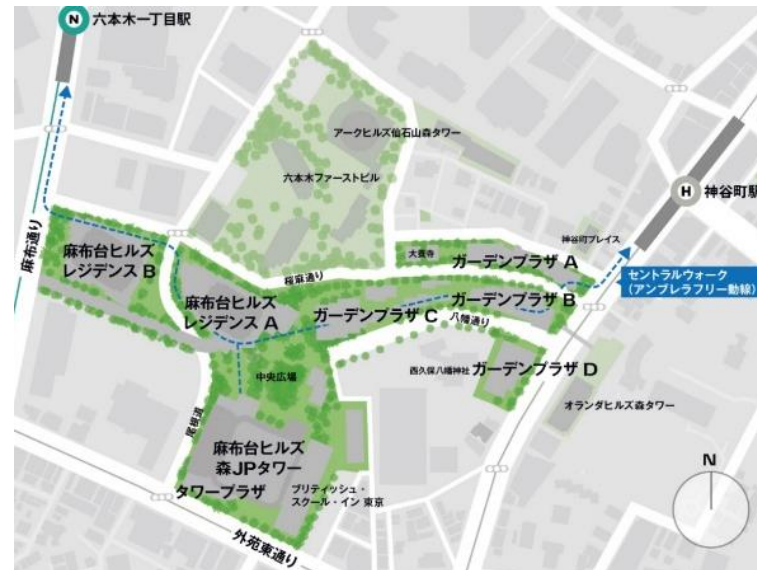 N 六本木一丁目駅
アークヒルズ仙石山森タワー
六本木ファーストビル
H 神谷町駅
神谷町プレイス
大養寺
ガーデンプラザ A
セントラルウォーク
(アンブレラフリー動線)
麻布通り
麻布台ヒルズ
レジデンス B
桜麻通り
麻布台ヒルズ
レジデンス A
ガーデンプラザ B
ガーデンプラザ C
八幡通り
西久保八幡神社
ガーデンプラザ D
中央広場
オランダヒルズ森タワー
尾根道
麻布台ヒルズ
森JPタワー
タワープラザ
ブリティッシュ・
スクール・イン 東京
外苑東通り
N